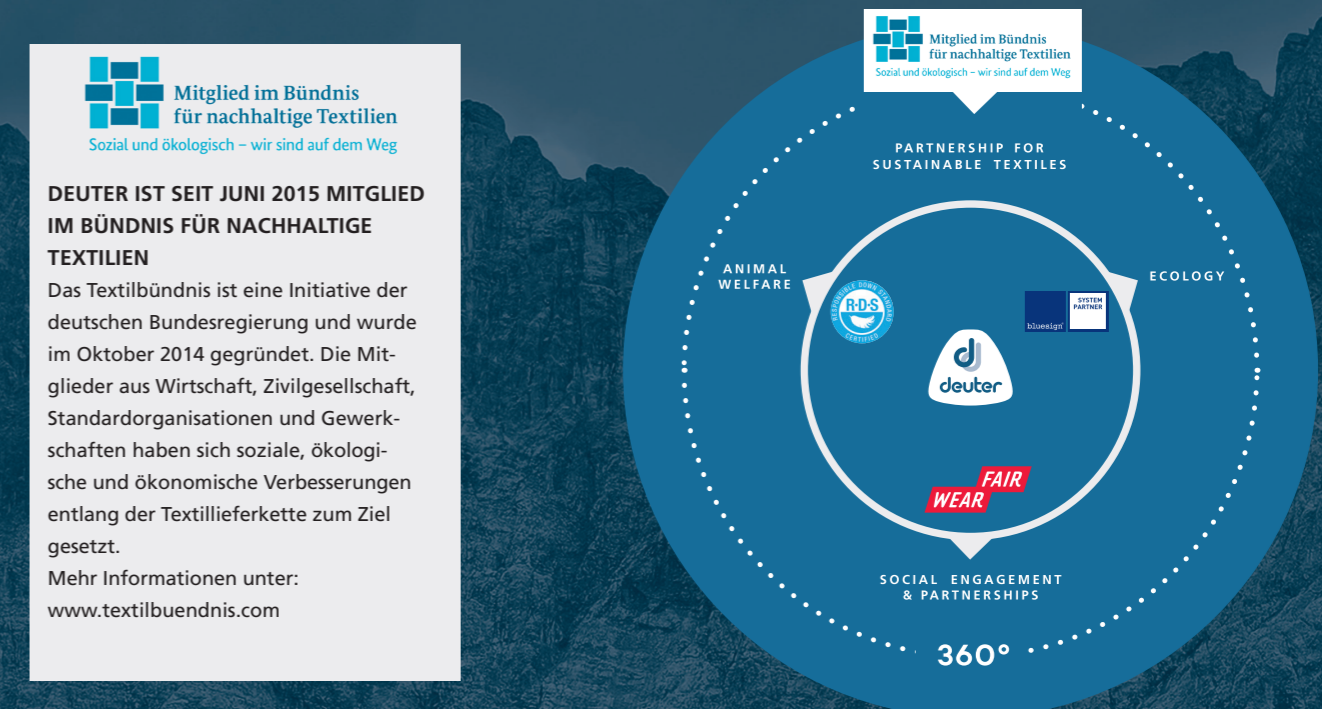 Mitglied im Bündnis
für nachhaltige Textilien
Sozial und ökologisch – wir sind auf dem Weg
DEUTER IST SEIT JUNI 2015 MITGLIED
IM BÜNDNIS FÜR NACHHALTIGE
TEXTILIEN
Das Textilbündnis ist eine Initiative der
deutschen Bundesregierung und wurde
im Oktober 2014 gegründet. Die Mit-
glieder aus Wirtschaft, Zivilgesellschaft,
Standardorganisationen und Gewerk-
schaften haben sich soziale, ökologi-
sche und ökonomische Verbesserungen
entlang der Textillieferkette zum Ziel
gesetzt.
Mehr Informationen unter:
www.textilbuendnis.com
Mitglied im Bündnis
für nachhaltige Textilien
Sozial und ökologisch – wir sind auf dem Weg
PARTNERSHIP FOR
SUSTAINABLE TEXTILES
ANIMAL
WELFARE
ECOLOGY
RESPONSIBLE DOWN STANDARD
R·D·S
CERTIFIED
bluesign
SYSTEM
PARTNER
deuter
FAIR
WEAR
SOCIAL ENGAGEMENT
& PARTNERSHIPS
360°